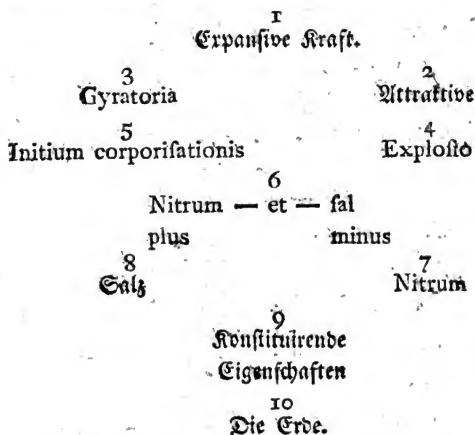 1
Expansive Kraft.
3 2
Gyratoria Attraktive
5 4
Initium corporiſationis Exploſio
6
Nitrum — et — ſal
plus minus
8 7
Salz Nitrum
9
Konſtituirende
Eigenſchaften
10
Die Erde.